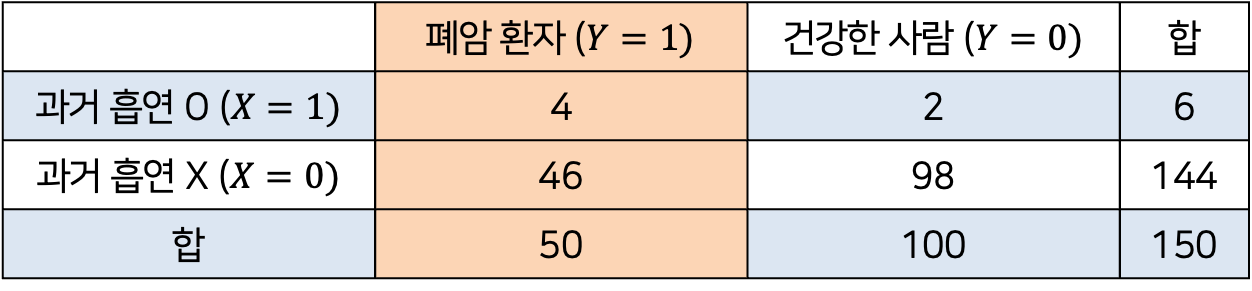 폐암 환자 (Y = 1) 건강한 사람 (Y = 0) 합
과거 흡연 O (X = 1) 4 2 6
과거 흡연 X (X = 0) 46 98 144
합 50 100 150